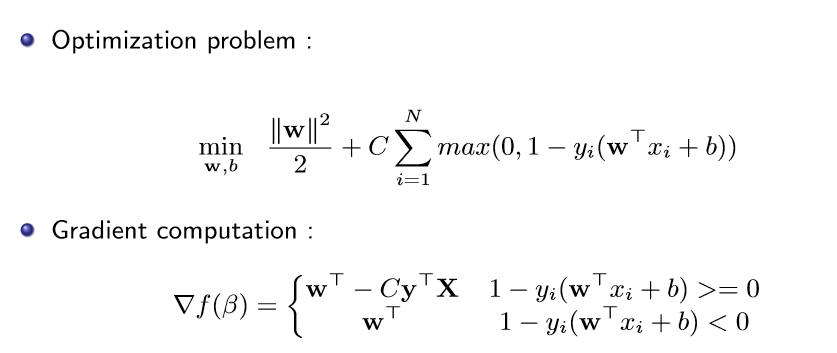 Optimization problem :
min_{w,b} ‖w‖²/2 + C ∑_{i=1}^{N} max(0, 1 − y_i(w^⊤x_i + b))
Gradient computation :
∇f(β) = { w^⊤ − Cy^⊤X   1 − y_i(w^⊤x_i + b) >= 0
w^⊤   1 − y_i(w^⊤x_i + b) < 0